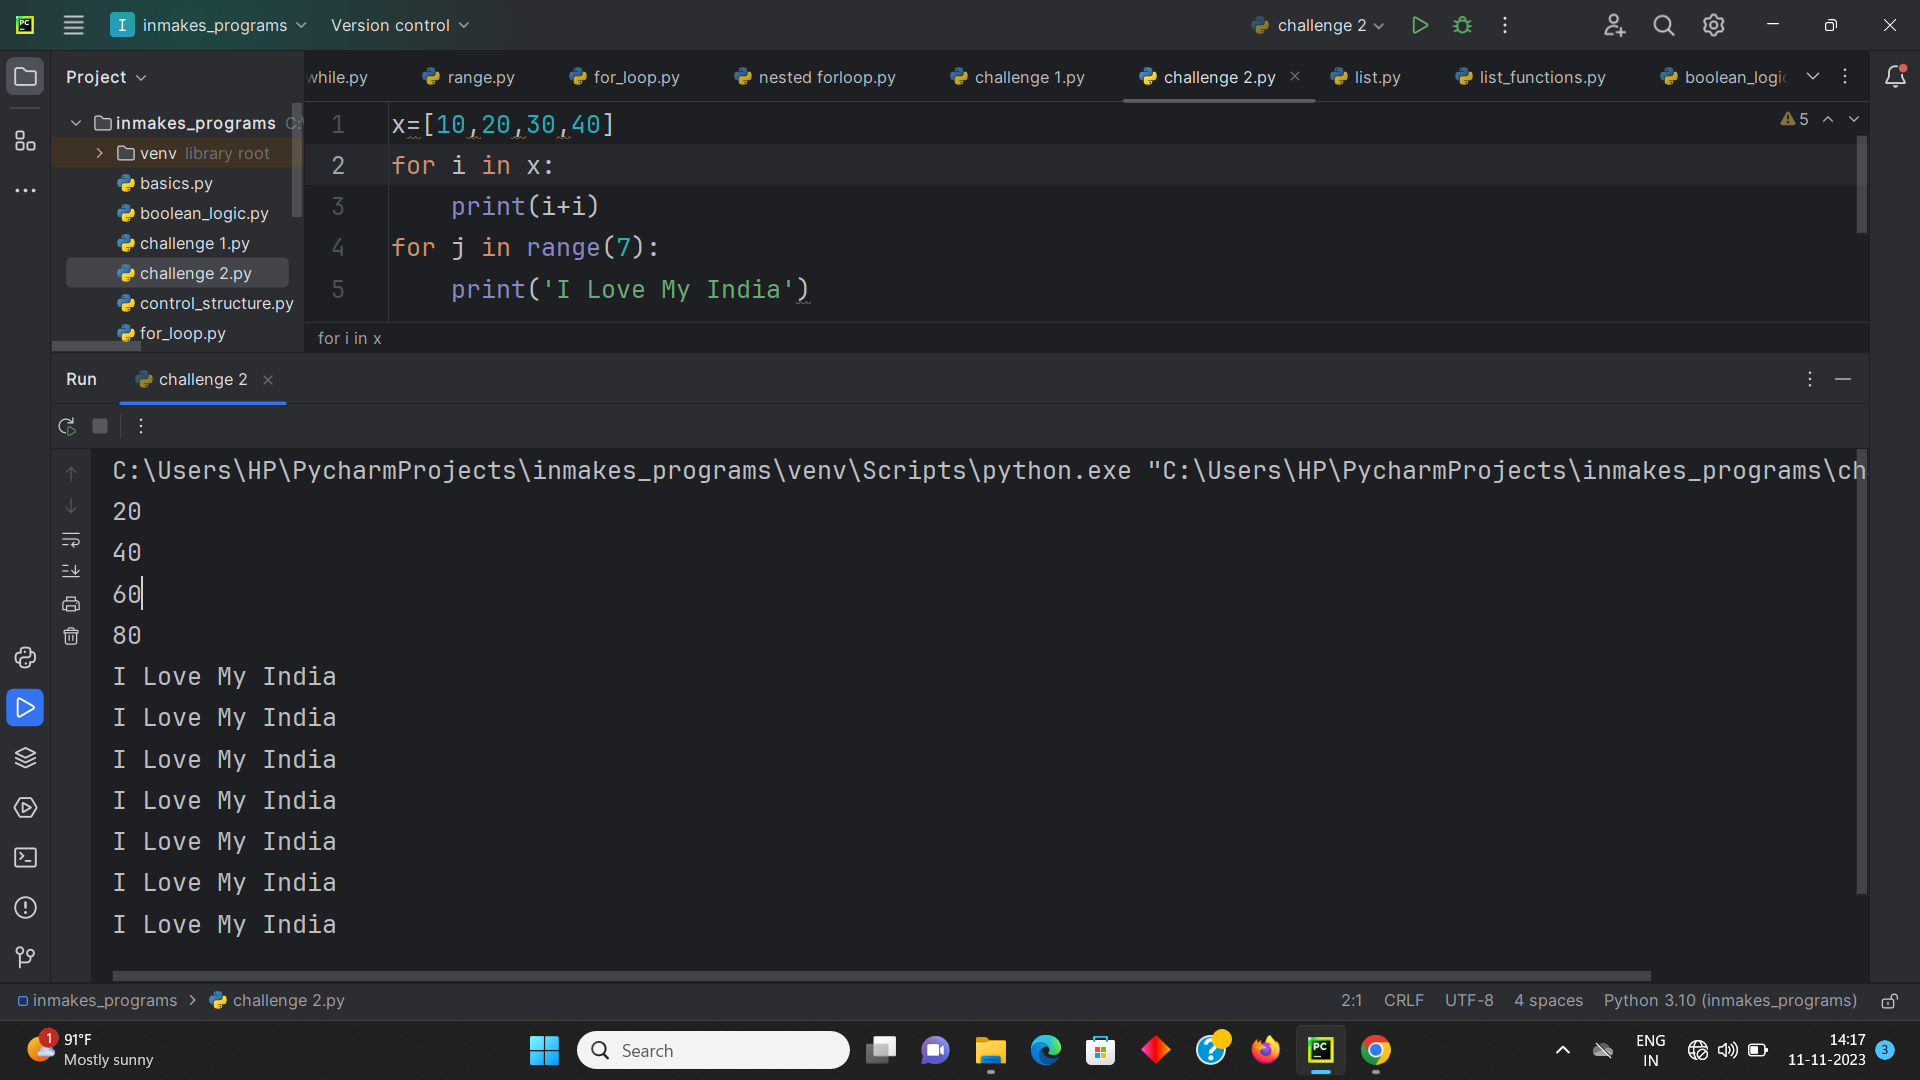 inmakes_programs Version control challenge 2
Project while.py range.py for_loop.py nested forloop.py challenge 1.py challenge 2.py list.py list_functions.py boolean_logi
inmakes_programs C:\
venv library root
basics.py
boolean_logic.py
challenge 1.py
challenge 2.py
control_structure.py
for_loop.py
1 x=[10,20,30,40]
2 for i in x:
3 print(i+i)
4 for j in range(7):
5 print('I Love My India')
5
for i in x
Run challenge 2
C:\Users\HP\PycharmProjects\inmakes_programs\venv\Scripts\python.exe "C:\Users\HP\PycharmProjects\inmakes_programs\ch
20
40
60
80
I Love My India
I Love My India
I Love My India
I Love My India
I Love My India
I Love My India
I Love My India
inmakes_programs > challenge 2.py 2:1 CRLF UTF-8 4 spaces Python 3.10 (inmakes_programs)
1
91°F
Mostly sunny
Search
PC
ENG
IN
14:17
11-11-2023
3